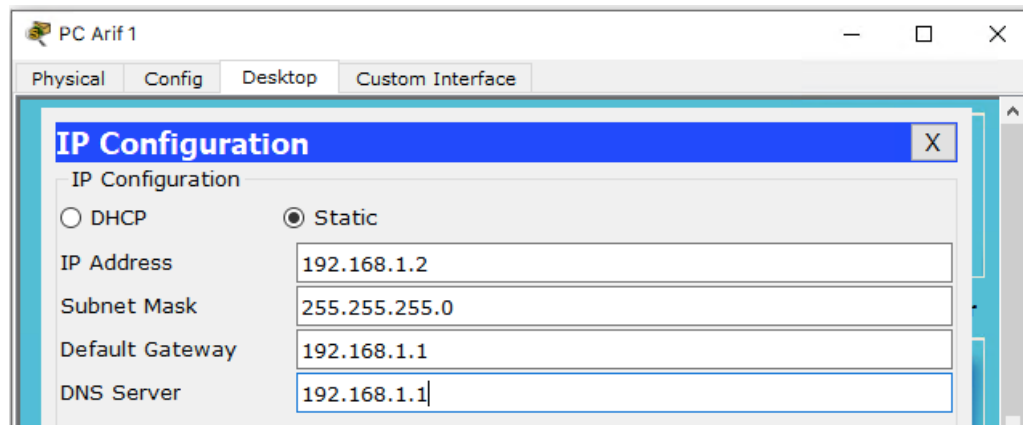 PC Arif 1
Physical Config Desktop Custom Interface
IP Configuration X
IP Configuration
DHCP Static
IP Address 192.168.1.2
Subnet Mask 255.255.255.0
Default Gateway 192.168.1.1
DNS Server 192.168.1.1